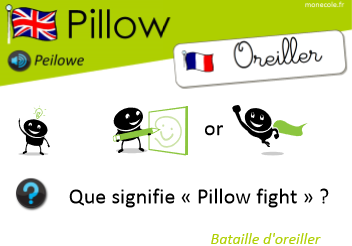 manecole.fr
Pillow
Peilowe
Oreiller
or
Que signifie « Pillow fight » ?
Bataille d'oreiller